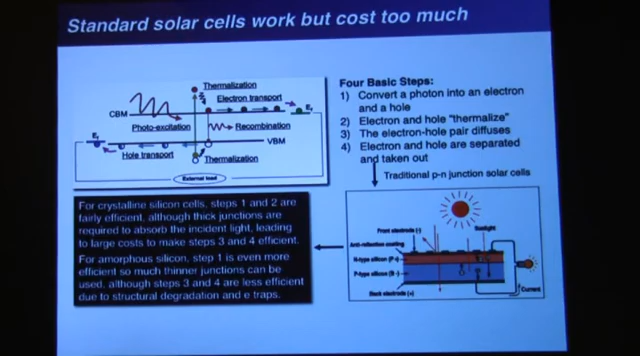 Standard solar cells work but cost too much
Thermalization
Electron transport
CBM
Ef
Photo-excitation
Recombination
Ef
VBM
Hole transport
Thermalization
External load
Four Basic Steps:
1) Convert a photon into an electron
and a hole
2) Electron and hole "thermalize"
3) The electron-hole pair diffuses
4) Electron and hole are separated
and taken out
Traditional p-n junction solar cells
For crystalline silicon cells, steps 1 and 2 are
fairly efficient, although thick junctions are
required to absorb the incident light, leading
to large costs to make steps 3 and 4 efficient.
For amorphous silicon, step 1 is even more
efficient so much thinner junctions can be
used, although steps 3 and 4 are less efficient
due to structural degradation and e traps.
Front electrode (-)
Sunlight
Anti-reflection coating
N-type silicon (P+)
P-type silicon (B-)
Back electrode (+)
Current